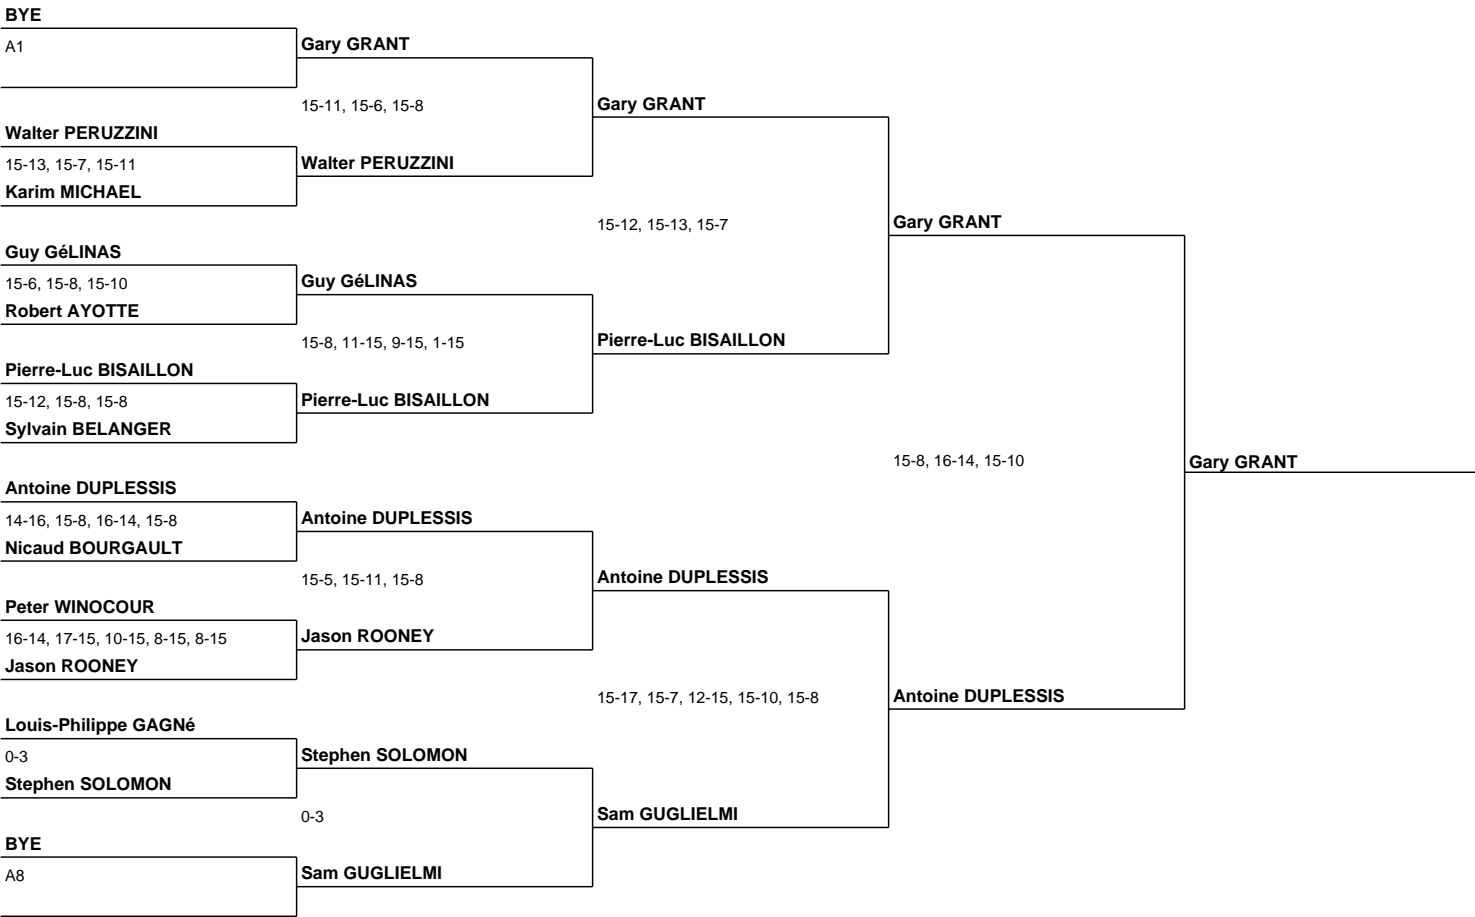 BYE
A1
Gary GRANT
15-11, 15-6, 15-8
Gary GRANT
Walter PERUZZINI
15-13, 15-7, 15-11
Walter PERUZZINI
Karim MICHAEL
15-12, 15-13, 15-7
Gary GRANT
Guy GéLINAS
15-6, 15-8, 15-10
Guy GéLINAS
Robert AYOTTE
15-8, 11-15, 9-15, 1-15
Pierre-Luc BISAILLON
Pierre-Luc BISAILLON
15-12, 15-8, 15-8
Pierre-Luc BISAILLON
Sylvain BELANGER
15-8, 16-14, 15-10
Gary GRANT
Antoine DUPLESSIS
14-16, 15-8, 16-14, 15-8
Antoine DUPLESSIS
Nicaud BOURGAULT
15-5, 15-11, 15-8
Antoine DUPLESSIS
Peter WINOCOUR
16-14, 17-15, 10-15, 8-15, 8-15
Jason ROONEY
Jason ROONEY
15-17, 15-7, 12-15, 15-10, 15-8
Antoine DUPLESSIS
Louis-Philippe GAGNé
0-3
Stephen SOLOMON
Stephen SOLOMON
0-3
Sam GUGLIELMI
BYE
A8
Sam GUGLIELMI